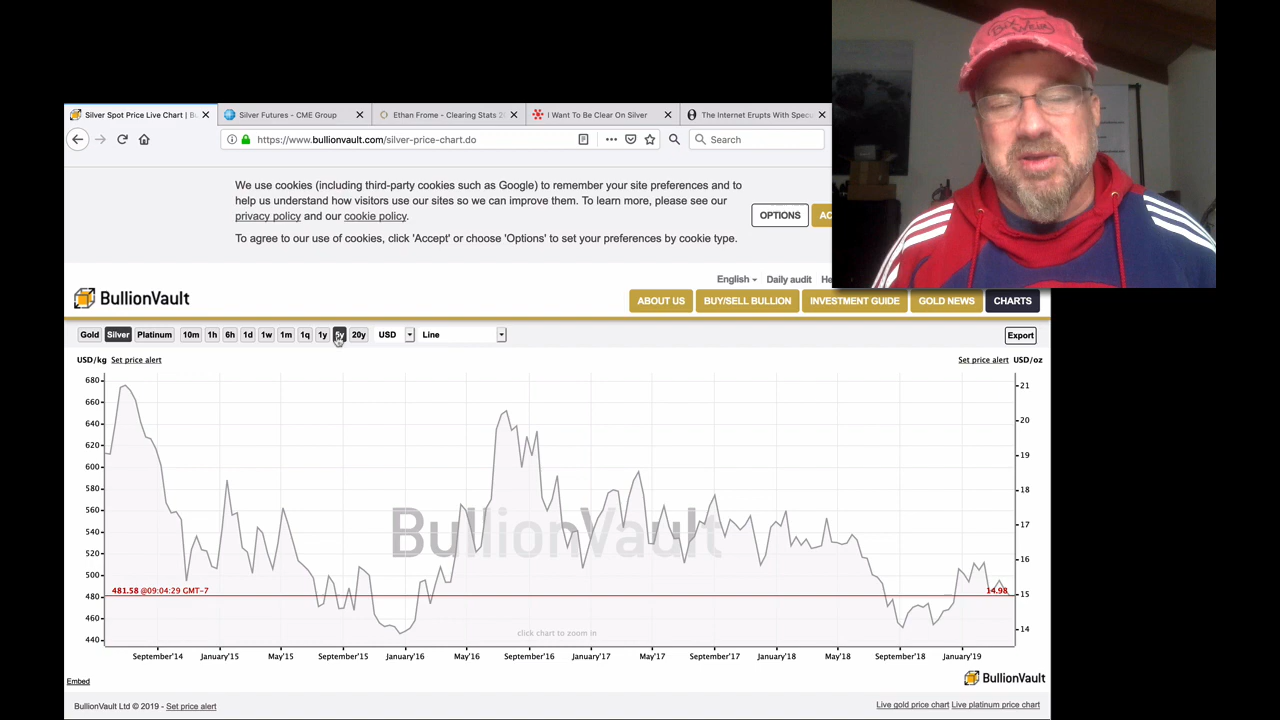 Silver Spot Price Live Chart | Bu
Silver Futures - CME Group
Ethan Frome - Clearing Stats 2
I Want To Be Clear On Silver
The Internet Erupts With Specu
https://www.bullionvault.com/silver-price-chart.do
Search
We use cookies (including third-party cookies such as Google) to remember your site preferences and to
help us understand how visitors use our sites so we can improve them. To learn more, please see our
privacy policy and our cookie policy.
To agree to our use of cookies, click 'Accept' or choose 'Options' to set your preferences by cookie type.
OPTIONS
AC
English
Daily audit
He
BullionVault
ABOUT US
BUY/SELL BULLION
INVESTMENT GUIDE
GOLD NEWS
CHARTS
Gold Silver Platinum 10m 1h 6h 1d 1w 1m 1q 1y 5y 20y USD Line
Export
USD/kg Set price alert
Set price alert USD/oz
680
660
640
620
600
580
560
540
520
500
480
460
440
21
20
19
18
17
16
15
14
BullionVault
481.58 @09:04:29 GMT-7
14.98
click chart to zoom in
September'14 January'15 May'15 September'15 January'16 May'16 September'16 January'17 May'17 September'17 January'18 May'18 September'18 January'19
Embed
BullionVault
BullionVault Ltd © 2019 - Set price alert
Live gold price chart Live platinum price chart